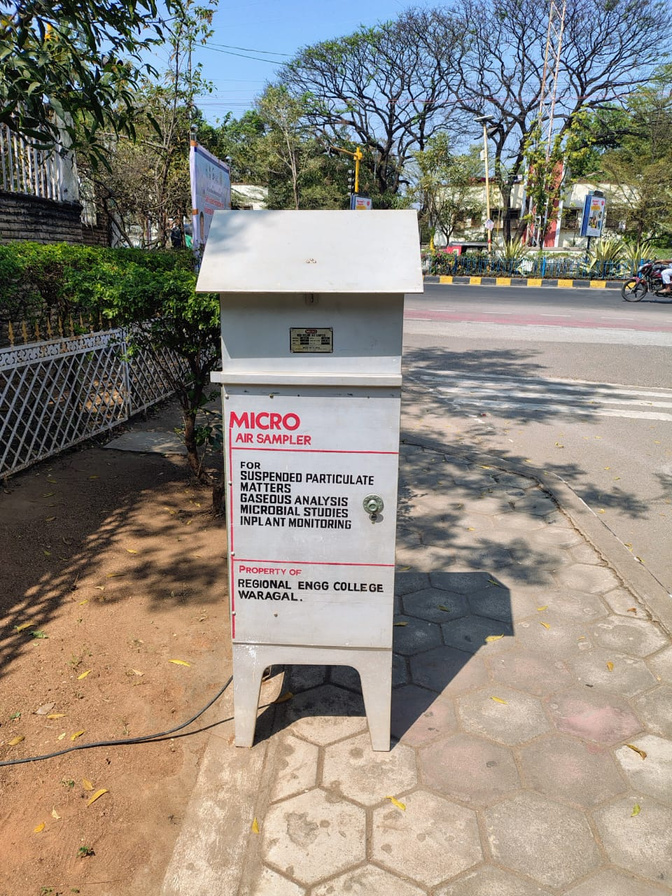 MICRO
AIR SAMPLER
FOR
SUSPENDED PARTICULATE
MATTERS
GASEOUS ANALYSIS
MICROBIAL STUDIES
INPLANT MONITORING
PROPERTY OF
REGIONAL ENGG COLLEGE
WARAGAL.